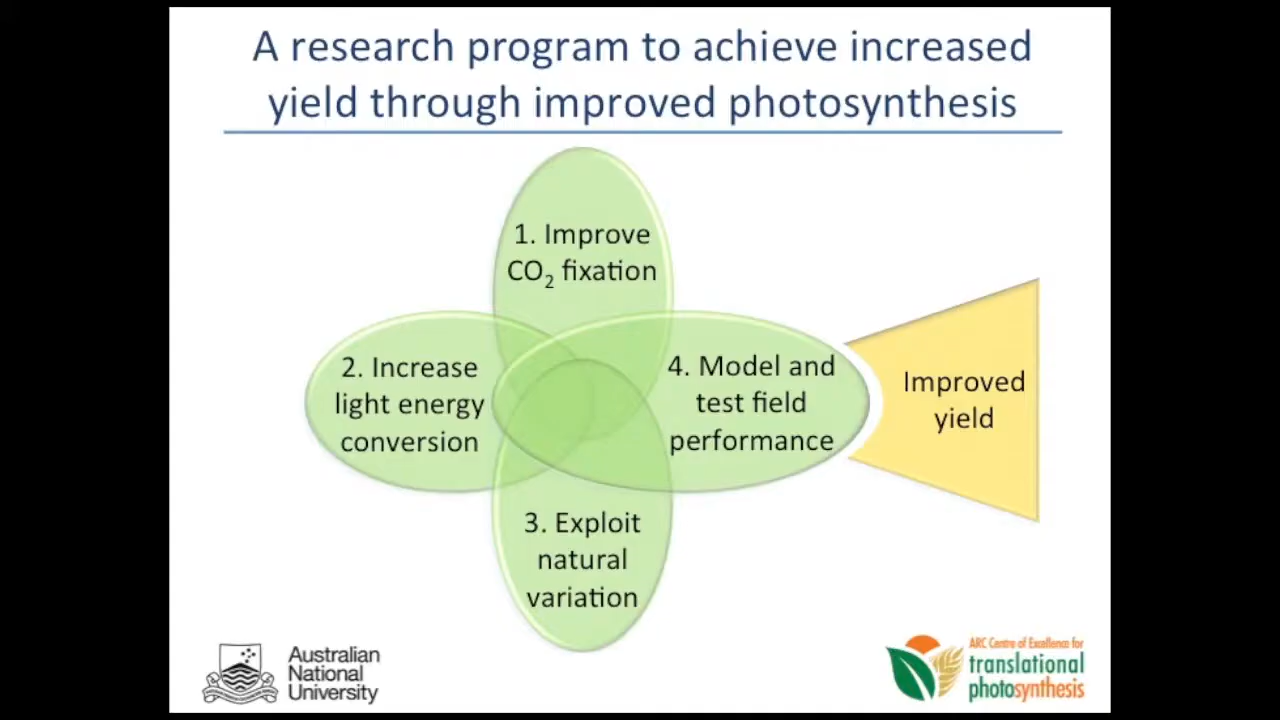 A research program to achieve increased
yield through improved photosynthesis
1. Improve
CO₂ fixation
2. Increase
light energy
conversion
4. Model and
test field
performance
Improved
yield
3. Exploit
natural
variation
Australian
National
University
ARC Centre of Excellence for
translational
photosynthesis